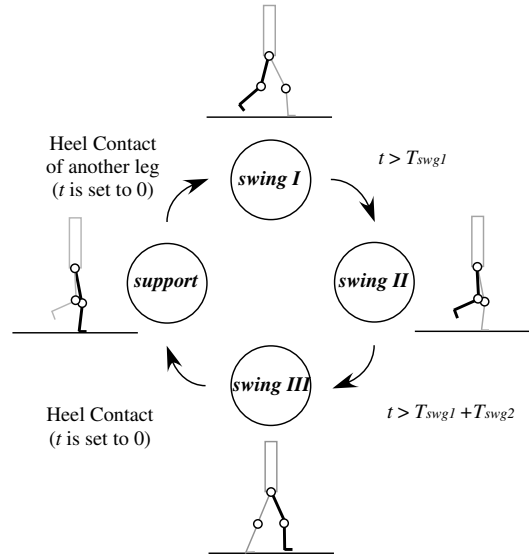 Heel Contact
of another leg
(t is set to 0)
t > Tswg1
swing I
support
swing II
swing III
Heel Contact
(t is set to 0)
t > Tswg1 +Tswg2